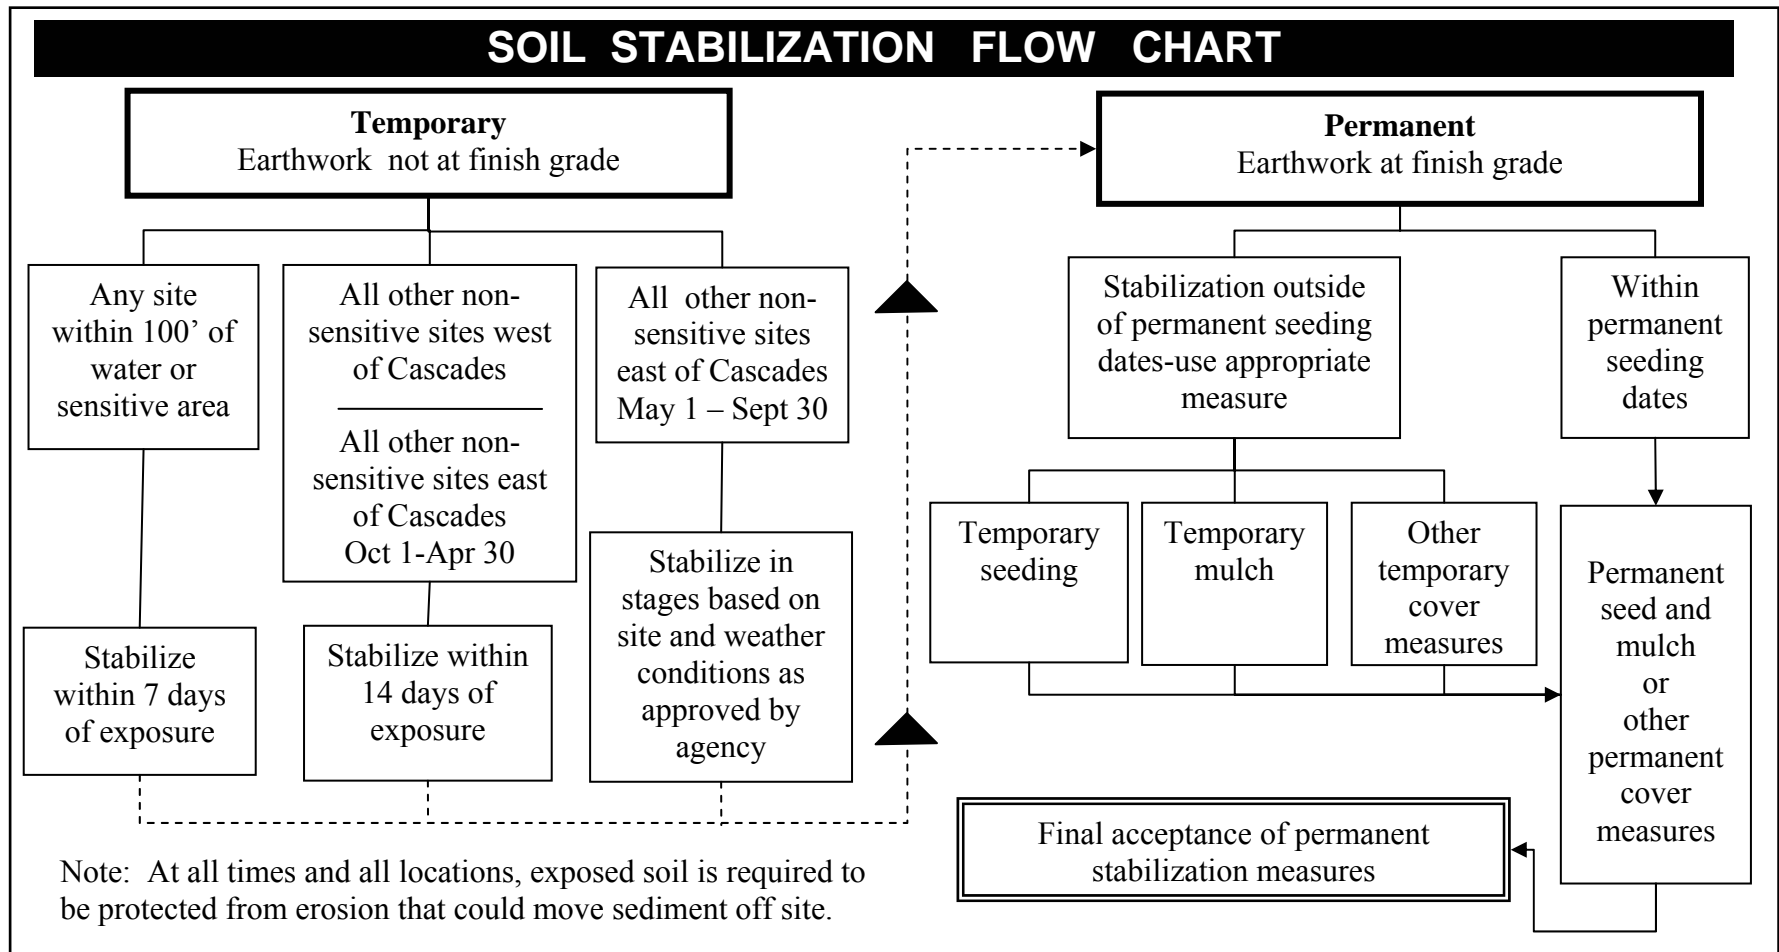 SOIL STABILIZATION FLOW CHART
Temporary
Earthwork not at finish grade
Any site
within 100’ of
water or
sensitive area
All other non-
sensitive sites west
of Cascades
All other non-
sensitive sites east
of Cascades
Oct 1-Apr 30
All other non-
sensitive sites
east of Cascades
May 1 – Sept 30
Stabilize
within 7 days
of exposure
Stabilize within
14 days of
exposure
Stabilize in
stages based on
site and weather
conditions as
approved by
agency
Note: At all times and all locations, exposed soil is required to
be protected from erosion that could move sediment off site.
Permanent
Earthwork at finish grade
Stabilization outside
of permanent seeding
dates-use appropriate
measure
Within
permanent
seeding
dates
Temporary
seeding
Temporary
mulch
Other
temporary
cover
measures
Permanent
seed and
mulch
or
other
permanent
cover
measures
Final acceptance of permanent
stabilization measures